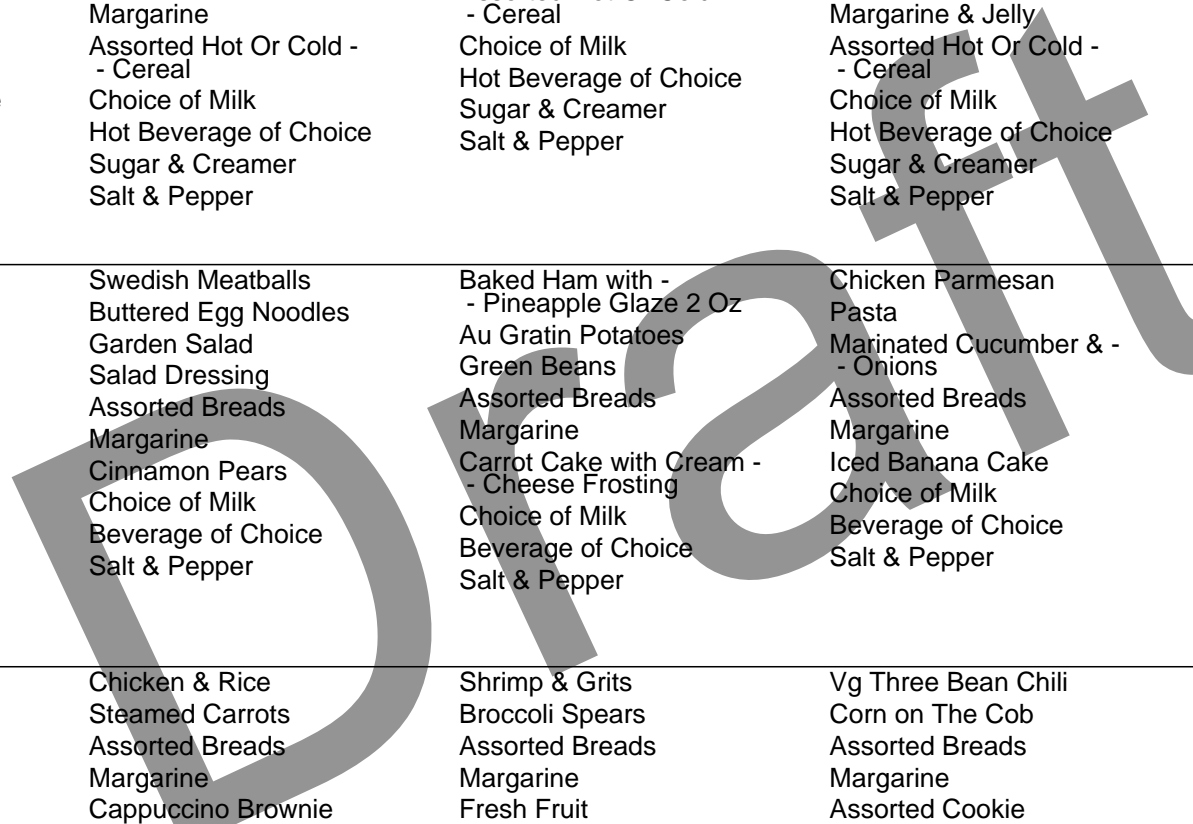 Margarine
Assorted Hot Or Cold -
- Cereal
Choice of Milk
Hot Beverage of Choice
Sugar & Creamer
Salt & Pepper
- Cereal
Choice of Milk
Hot Beverage of Choice
Sugar & Creamer
Salt & Pepper
Margarine & Jelly
Assorted Hot Or Cold -
- Cereal
Choice of Milk
Hot Beverage of Choice
Sugar & Creamer
Salt & Pepper
Swedish Meatballs
Buttered Egg Noodles
Garden Salad
Salad Dressing
Assorted Breads
Margarine
Cinnamon Pears
Choice of Milk
Beverage of Choice
Salt & Pepper
Baked Ham with -
- Pineapple Glaze 2 Oz
Au Gratin Potatoes
Green Beans
Assorted Breads
Margarine
Carrot Cake with Cream -
- Cheese Frosting
Choice of Milk
Beverage of Choice
Salt & Pepper
Chicken Parmesan
Pasta
Marinated Cucumber & -
- Onions
Assorted Breads
Margarine
Iced Banana Cake
Choice of Milk
Beverage of Choice
Salt & Pepper
Chicken & Rice
Steamed Carrots
Assorted Breads
Margarine
Cappuccino Brownie
Shrimp & Grits
Broccoli Spears
Assorted Breads
Margarine
Fresh Fruit
Vg Three Bean Chili
Corn on The Cob
Assorted Breads
Margarine
Assorted Cookie
Draft